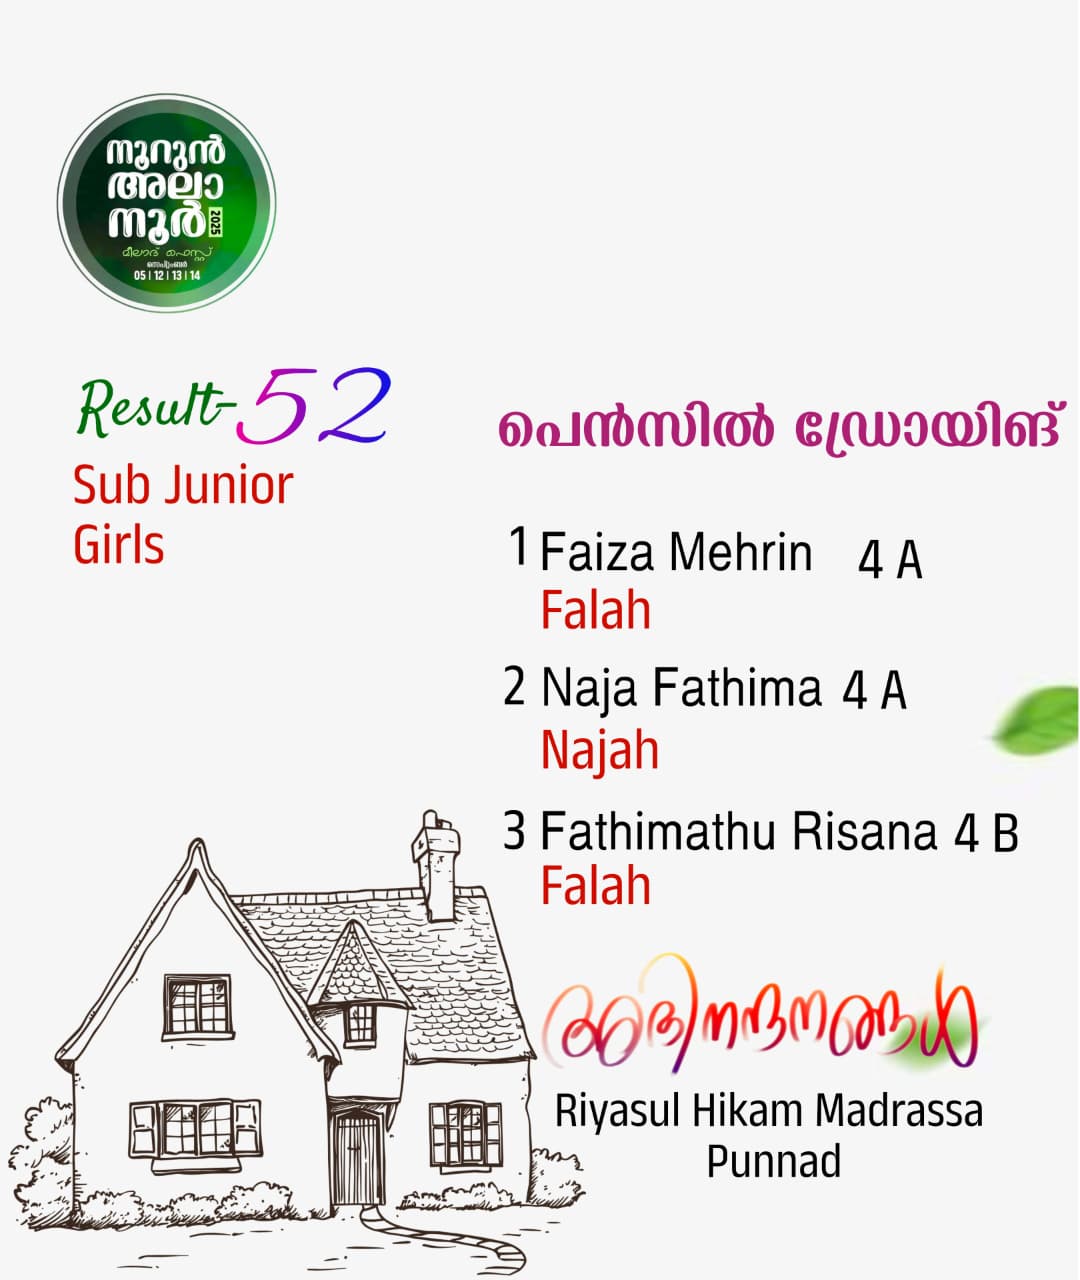 നൂറുൻ
അലാ
നൂർ 2025
മീലാദ് ഫെസ്റ്റ്
സെപ്റ്റംബർ
05 | 12 | 13 | 14
Result-52
Sub Junior
Girls
പെൻസിൽ ഡ്രോയിങ്
1 Faiza Mehrin 4 A
Falah
2 Naja Fathima 4 A
Najah
3 Fathimathu Risana 4 B
Falah
അഭിനന്ദനങ്ങൾ
Riyasul Hikam Madrassa
Punnad